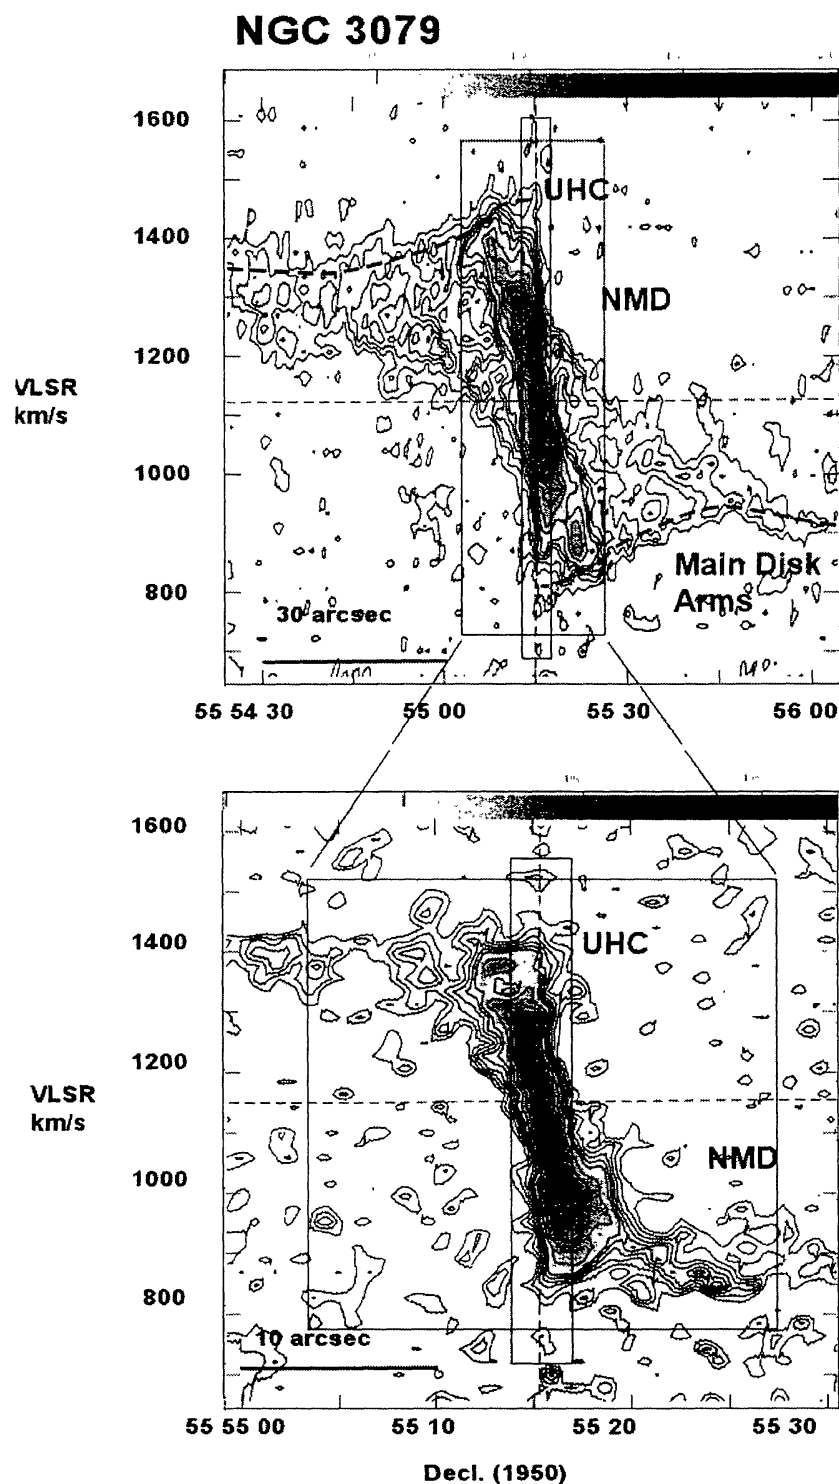 NGC 3079
1600
UHC
1400
NMD
1200
VLSR
km/s
1000
Main Disk
Arms
800
30 arcsec
55 54 30
55 00
55 30
56 00
1600
1400
UHC
1200
VLSR
km/s
NMD
1000
800
10 arcsec
55 55 00
55 10
55 20
55 30
Decl. (1950)